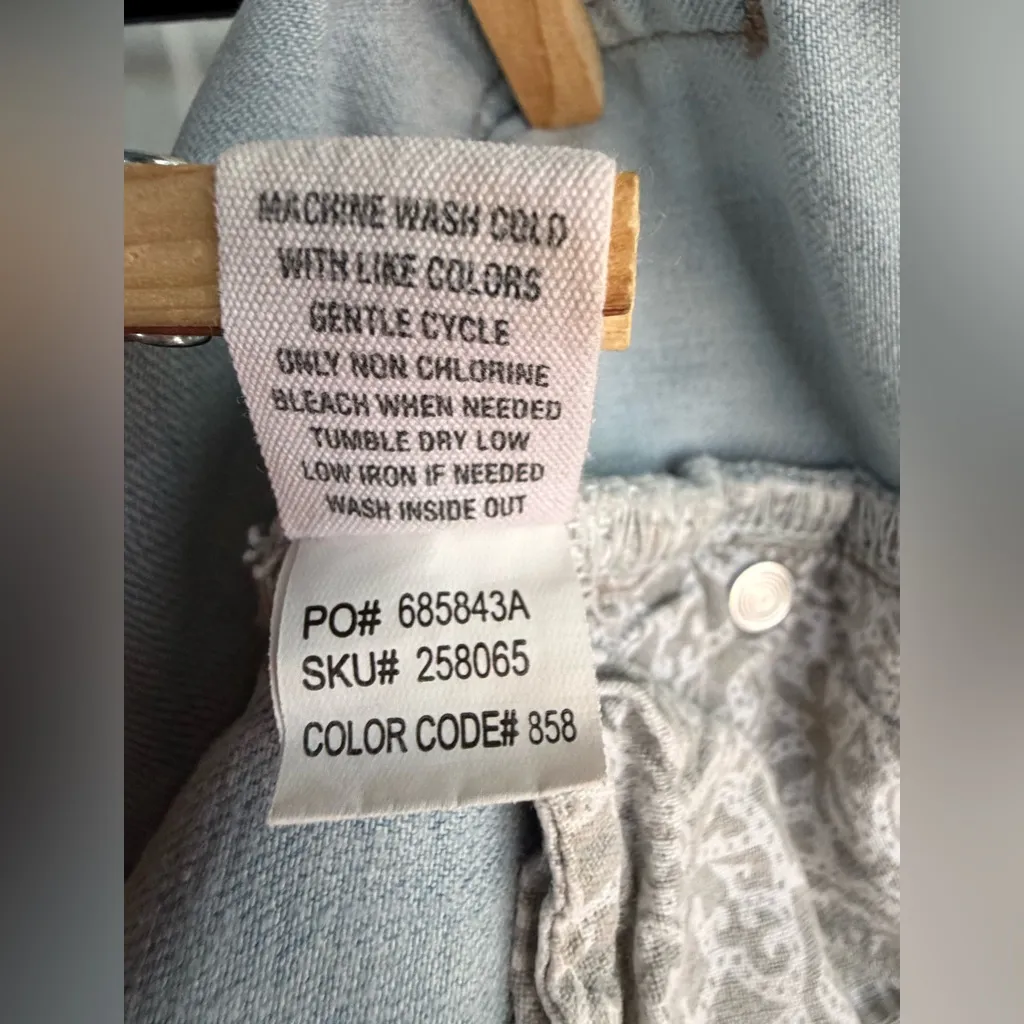 MACHINE WASH COLD
WITH LIKE COLORS
GENTLE CYCLE
ONLY NON CHLORINE
BLEACH WHEN NEEDED
TUMBLE DRY LOW
LOW IRON IF NEEDED
WASH INSIDE OUT
PO# 685843A
SKU# 258065
COLOR CODE# 858